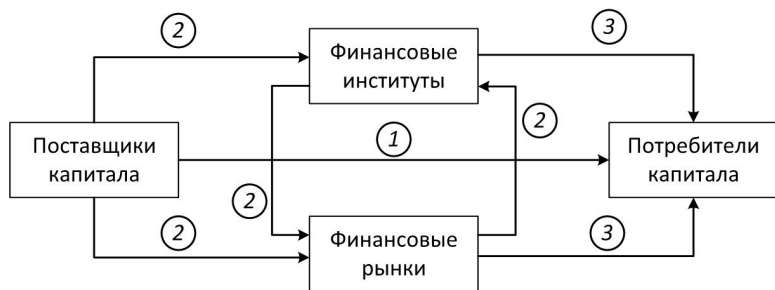 2
Финансовые
институты
3
Поставщики
капитала
1
2
Потребители
капитала
2
2
Финансовые
рынки
3